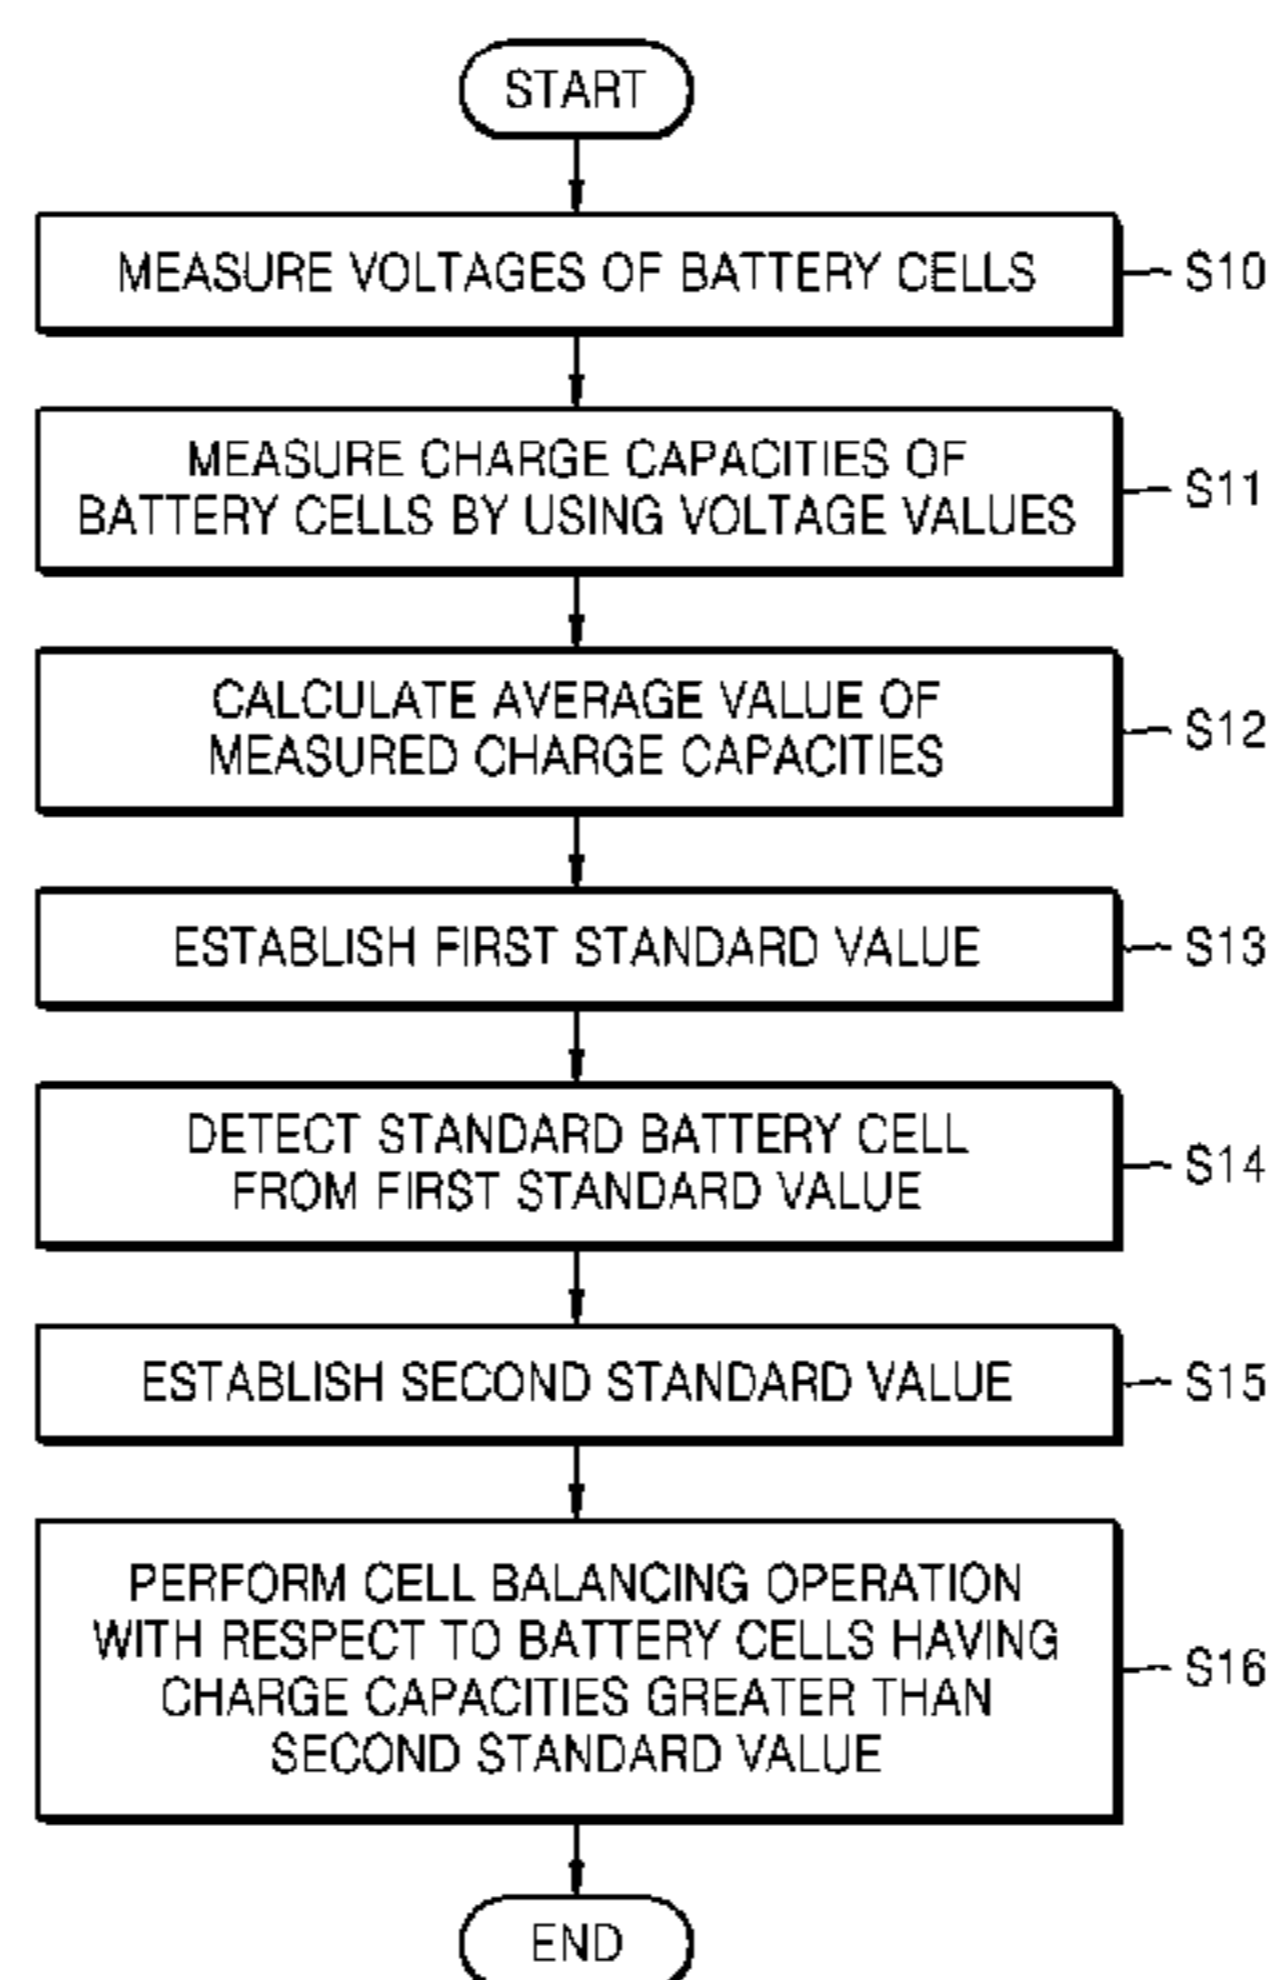 START
MEASURE VOLTAGES OF BATTERY CELLS
S10
MEASURE CHARGE CAPACITIES OF
BATTERY CELLS BY USING VOLTAGE VALUES
S11
CALCULATE AVERAGE VALUE OF
MEASURED CHARGE CAPACITIES
S12
ESTABLISH FIRST STANDARD VALUE
S13
DETECT STANDARD BATTERY CELL
FROM FIRST STANDARD VALUE
S14
ESTABLISH SECOND STANDARD VALUE
S15
PERFORM CELL BALANCING OPERATION
WITH RESPECT TO BATTERY CELLS HAVING
CHARGE CAPACITIES GREATER THAN
SECOND STANDARD VALUE
S16
END